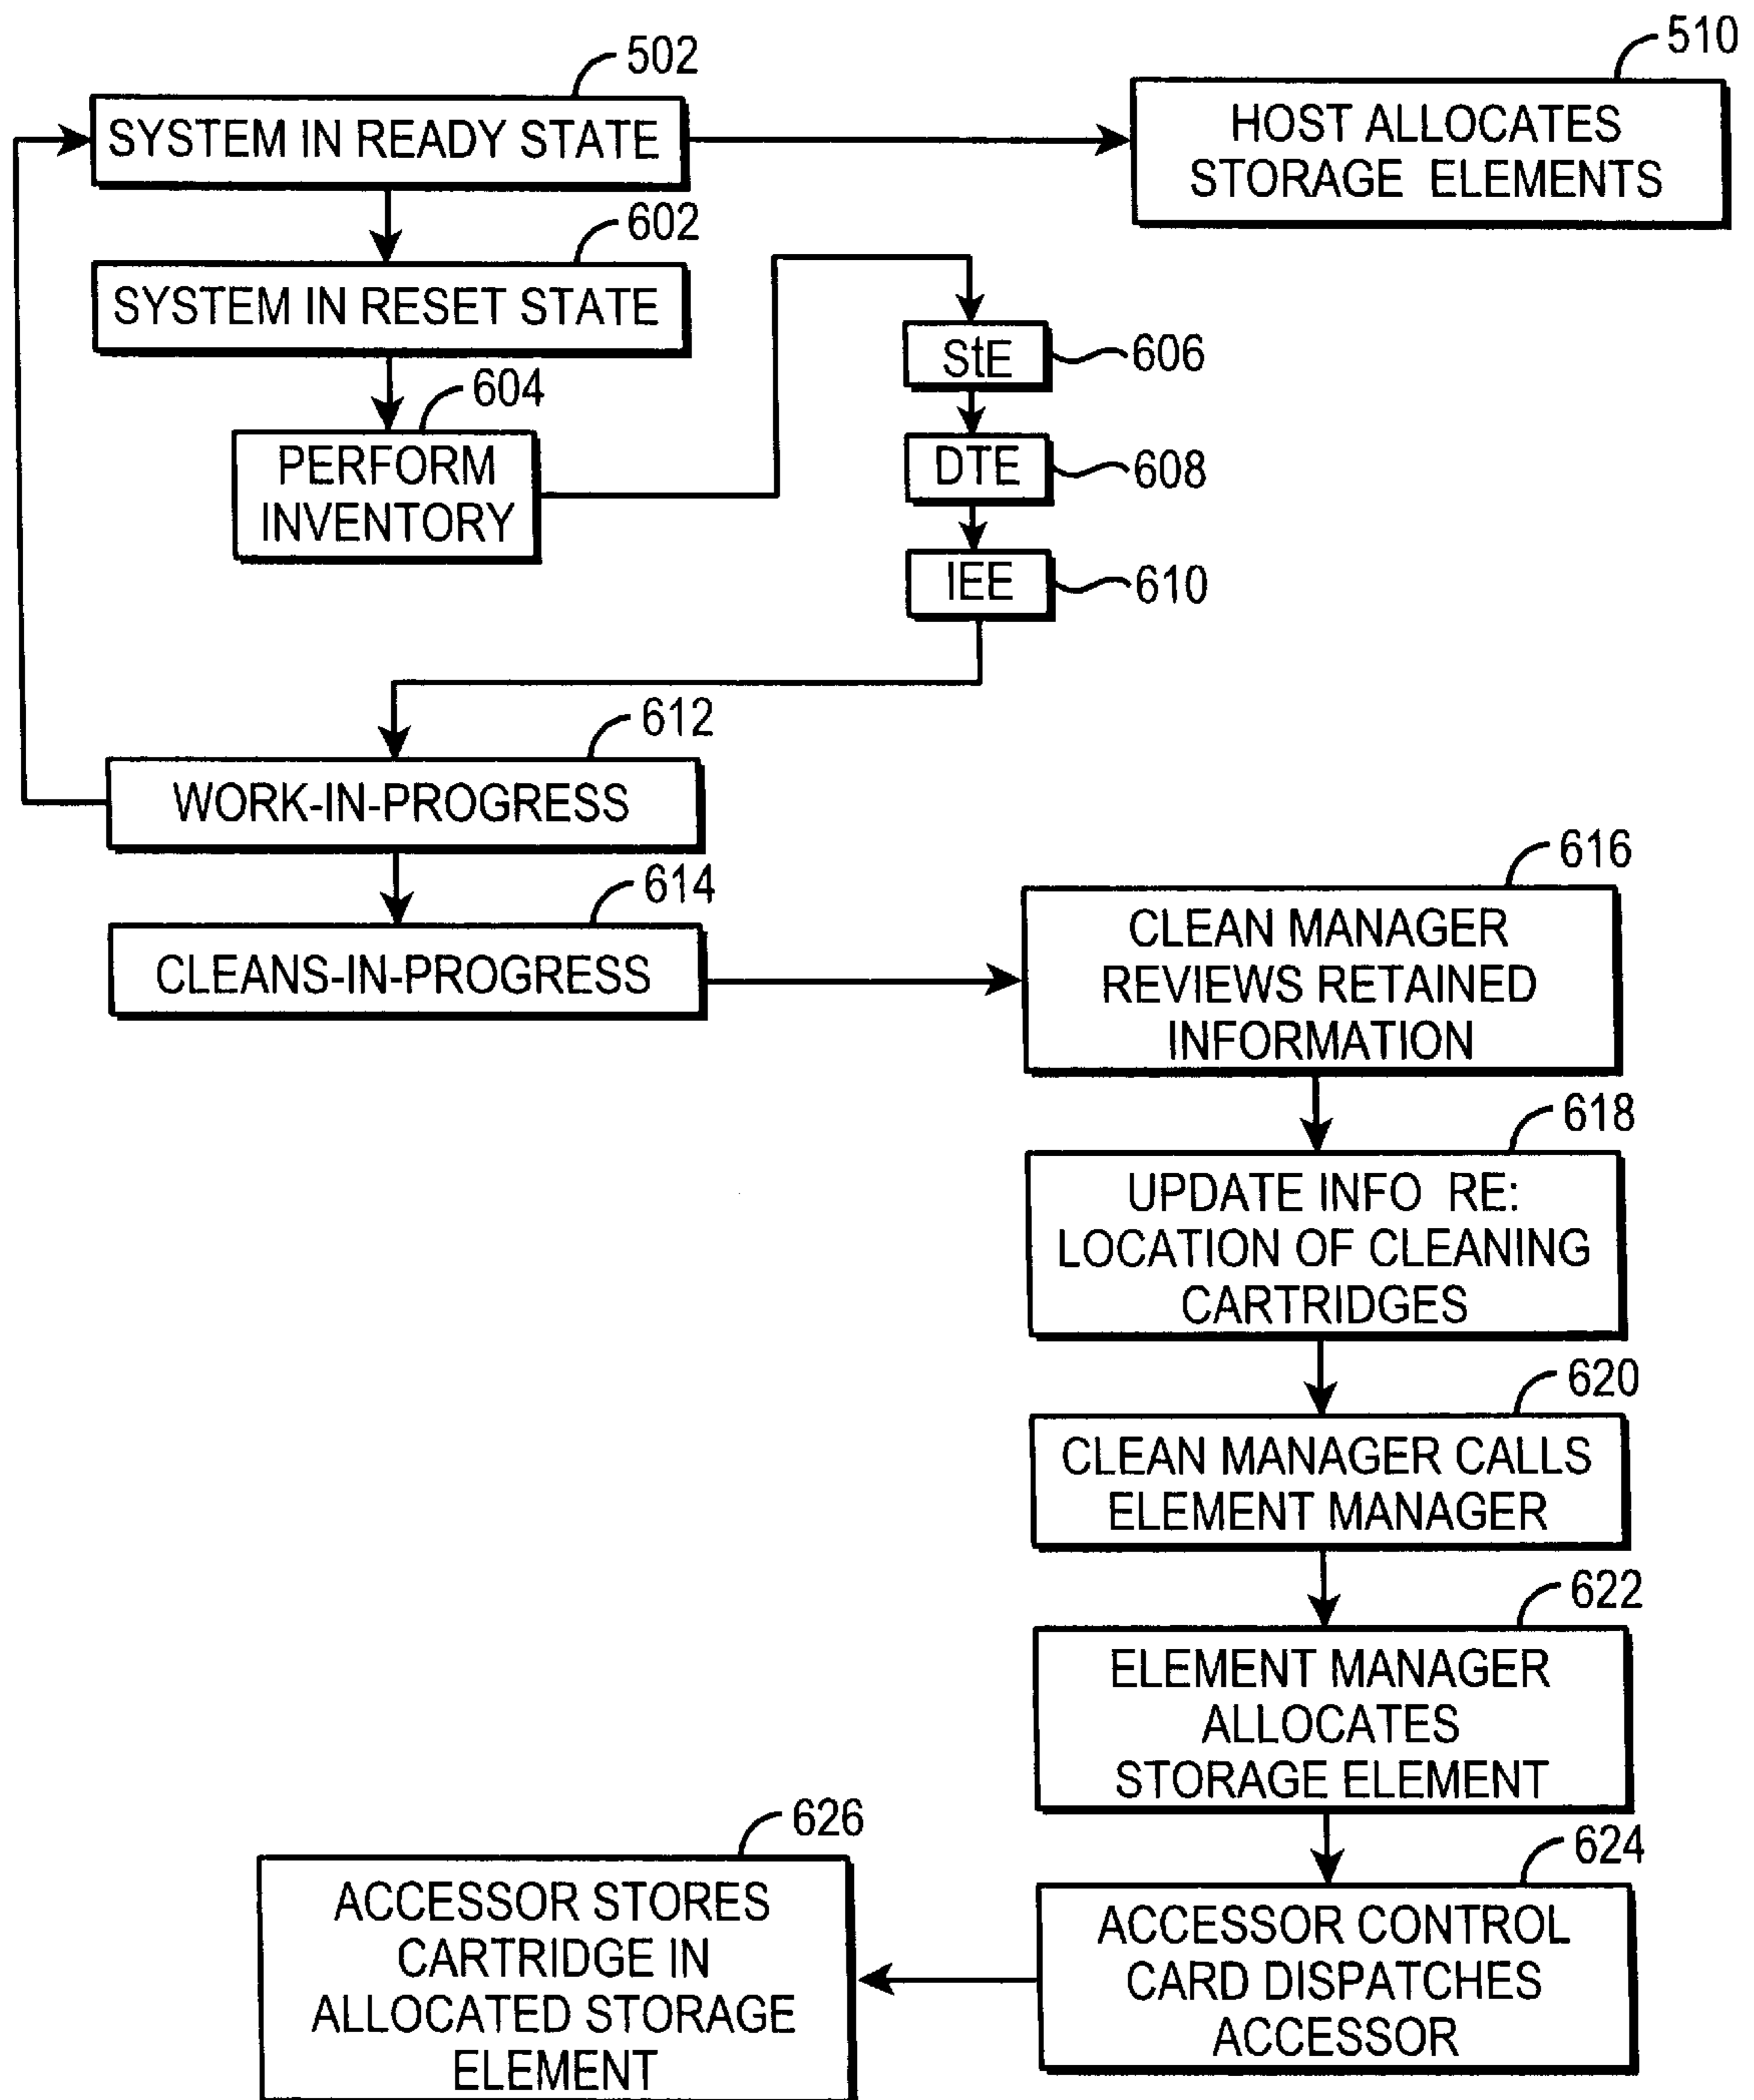 502
SYSTEM IN READY STATE
510
HOST ALLOCATES
STORAGE ELEMENTS
602
SYSTEM IN RESET STATE
604
PERFORM
INVENTORY
StE
606
DTE
608
IEE
610
612
WORK-IN-PROGRESS
614
CLEANS-IN-PROGRESS
616
CLEAN MANAGER
REVIEWS RETAINED
INFORMATION
618
UPDATE INFO RE:
LOCATION OF CLEANING
CARTRIDGES
620
CLEAN MANAGER CALLS
ELEMENT MANAGER
622
ELEMENT MANAGER
ALLOCATES
STORAGE ELEMENT
624
ACCESSOR CONTROL
CARD DISPATCHES
ACCESSOR
626
ACCESSOR STORES
CARTRIDGE IN
ALLOCATED STORAGE
ELEMENT